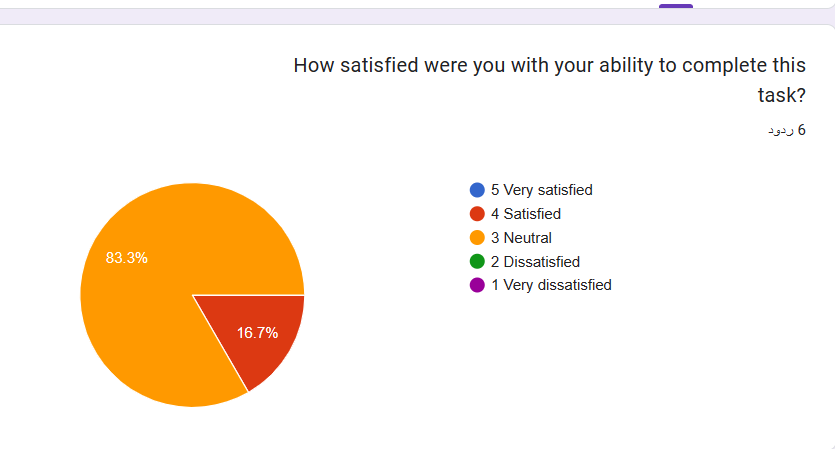 How satisfied were you with your ability to complete this
task?
6 ردود
5 Very satisfied
4 Satisfied
3 Neutral
2 Dissatisfied
1 Very dissatisfied
83.3%
16.7%